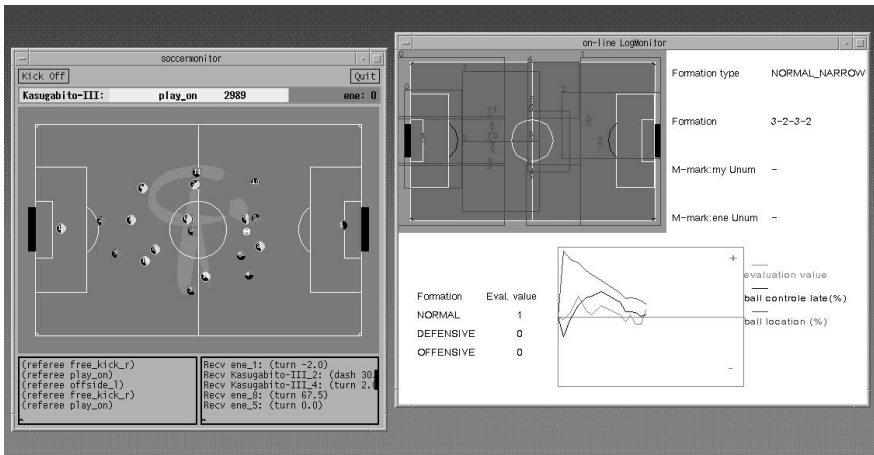 soccermonitor
Kick Off
Quit
Kasugabito-III:
play_on
2989
ene: 0
(referee free_kick_r)
(referee play_on)
(referee offside_l)
(referee free_kick_r)
(referee play_on)
^
Recv ene_1: (turn -2.0)
Recv Kasugabito-III_2: (dash 30.
Recv Kasugabito-III_4: (turn 2.
Recv ene_8: (turn 67.5)
Recv ene_5: (turn 0.0)
^
on-line LogMonitor
Formation type NORMAL_NARROW
Formation 3-2-3-2
M-mark:my Unum -
M-mark:ene Unum -
Formation Eval. value
NORMAL 1
DEFENSIVE 0
OFFENSIVE 0
+
-
evaluation value
ball controle late(%)
ball location (%)